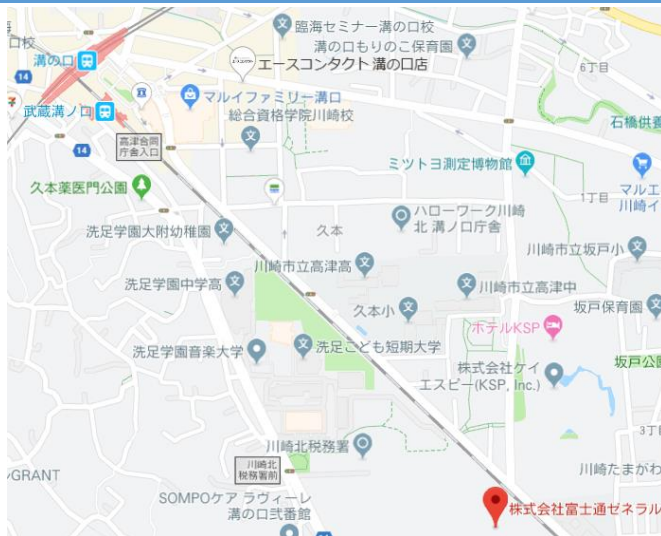 口校
臨海セミナー溝の口校
溝の口もりのこ保育園
溝の口
エースコンタクト 溝の口店
6丁目
14
マルイファミリー溝口
武蔵溝ノ口
総合資格学院川崎校
石橋供養
高津合同
庁舎入口
14
ミツトヨ測定博物館
マルエ
川崎イ
久本薬医門公園
1丁目
ハローワーク川崎
北 溝ノ口庁舎
洗足学園大附幼稚園
久本
川崎市立坂戸小
川崎市立高津高
洗足学園中学高
川崎市立高津中
久本小
坂戸保育園
ホテルKSP
洗足学園音楽大学
洗足こども短期大学
株式会社ケイ
エスピー(KSP, Inc.)
坂戸公園
3丁目
川崎北税務署
川崎北
税務署前
川崎たまがわ
GRANT
SOMPOケア ラヴィーレ
溝の口弐番館
株式会社富士通ゼネラル